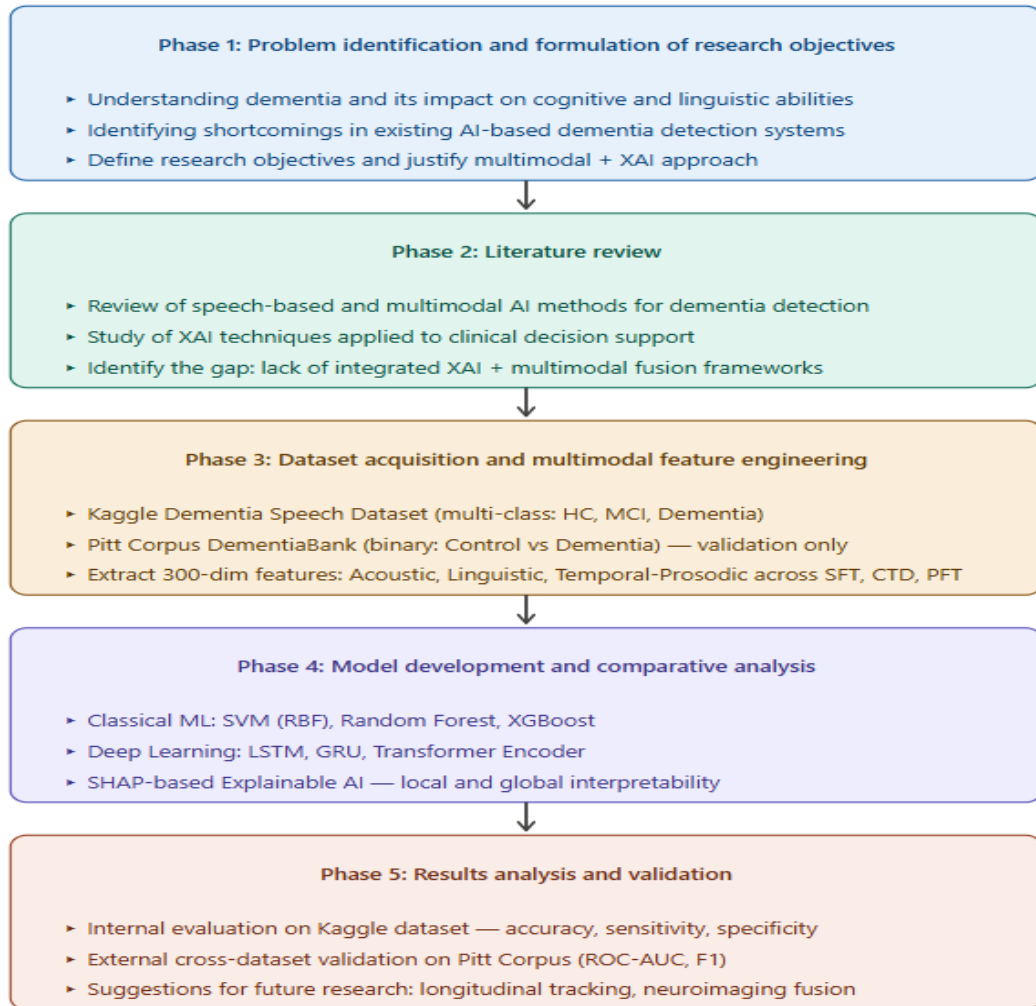 Phase 1: Problem identification and formulation of research objectives
► Understanding dementia and its impact on cognitive and linguistic abilities
► Identifying shortcomings in existing AI-based dementia detection systems
► Define research objectives and justify multimodal + XAI approach
Phase 2: Literature review
► Review of speech-based and multimodal AI methods for dementia detection
► Study of XAI techniques applied to clinical decision support
► Identify the gap: lack of integrated XAI + multimodal fusion frameworks
Phase 3: Dataset acquisition and multimodal feature engineering
► Kaggle Dementia Speech Dataset (multi-class: HC, MCI, Dementia)
► Pitt Corpus DementiaBank (binary: Control vs Dementia) — validation only
► Extract 300-dim features: Acoustic, Linguistic, Temporal-Prosodic across SFT, CTD, PFT
Phase 4: Model development and comparative analysis
► Classical ML: SVM (RBF), Random Forest, XGBoost
► Deep Learning: LSTM, GRU, Transformer Encoder
► SHAP-based Explainable AI — local and global interpretability
Phase 5: Results analysis and validation
► Internal evaluation on Kaggle dataset — accuracy, sensitivity, specificity
► External cross-dataset validation on Pitt Corpus (ROC-AUC, F1)
► Suggestions for future research: longitudinal tracking, neuroimaging fusion